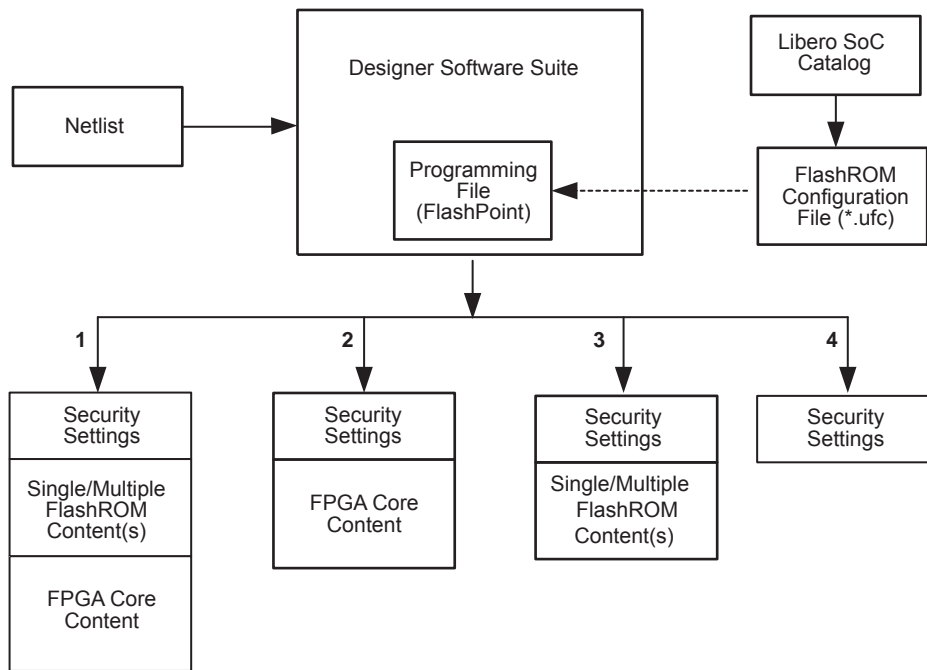 Designer Software Suite
Libero SoC
Catalog
Netlist
Programming
File
(FlashPoint)
FlashROM
Configuration
File (*.ufc)
1
2
3
4
Security
Settings
Single/Multiple
FlashROM
Content(s)
FPGA Core
Content
Security
Settings
FPGA Core
Content
Security
Settings
Single/Multiple
FlashROM
Content(s)
Security
Settings